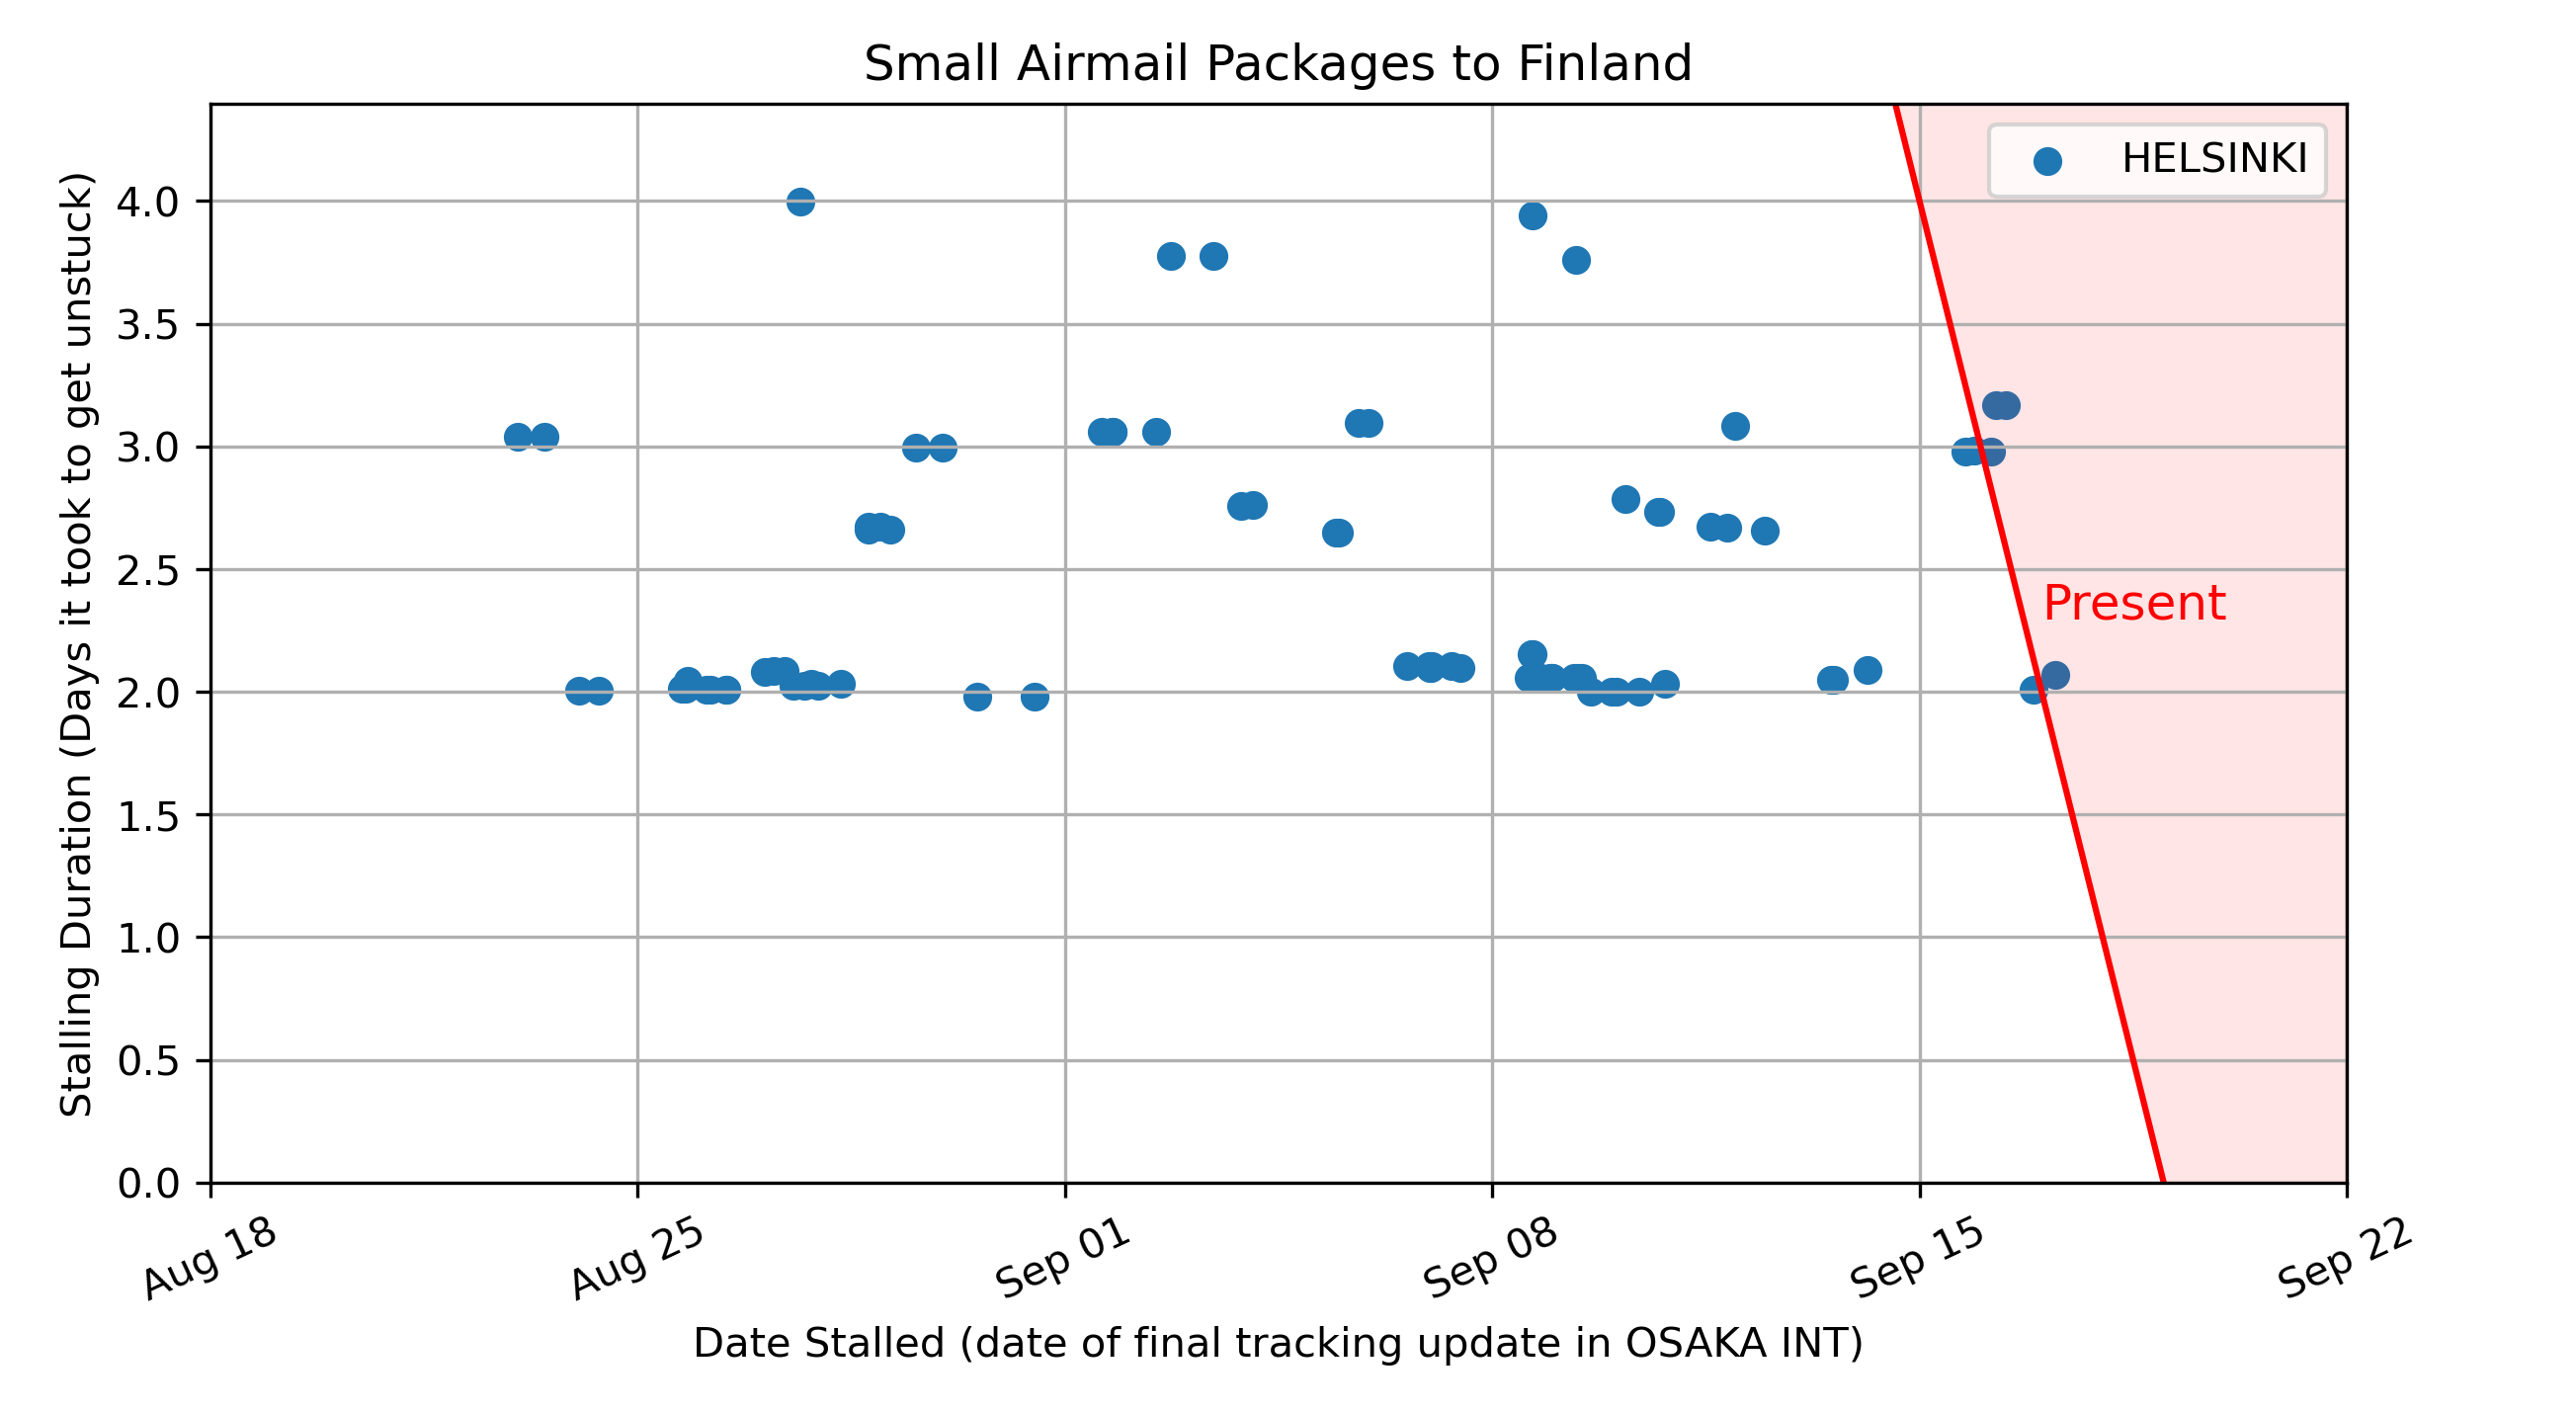 Small Airmail Packages to Finland
HELSINKI
Stalling Duration (Days it took to get unstuck)
4.0
3.5
3.0
2.5
2.0
1.5
1.0
0.5
0.0
Present
Aug 18
Aug 25
Sep 01
Sep 08
Sep 15
Sep 22
Date Stalled (date of final tracking update in OSAKA INT)